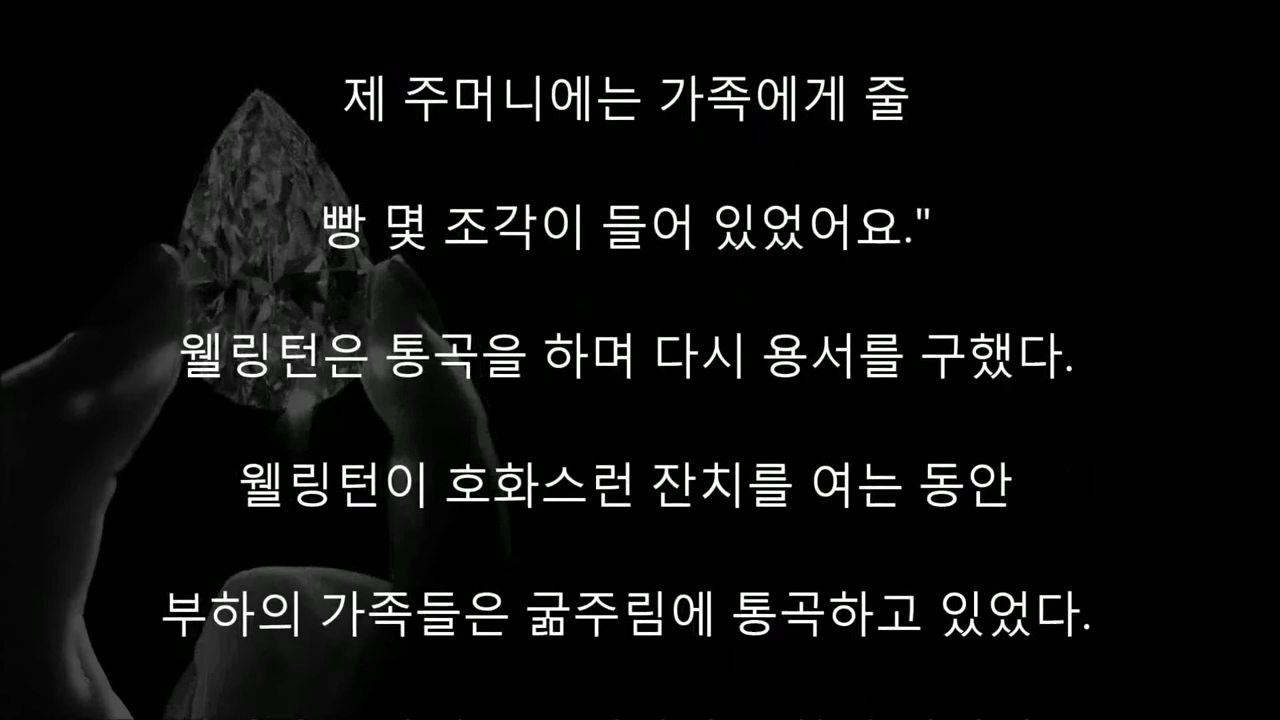 제 주머니에는 가족에게 줄
빵 몇 조각이 들어 있었어요."
웰링턴은 통곡을 하며 다시 용서를 구했다.
웰링턴이 호화스런 잔치를 여는 동안
부하의 가족들은 굶주림에 통곡하고 있었다.